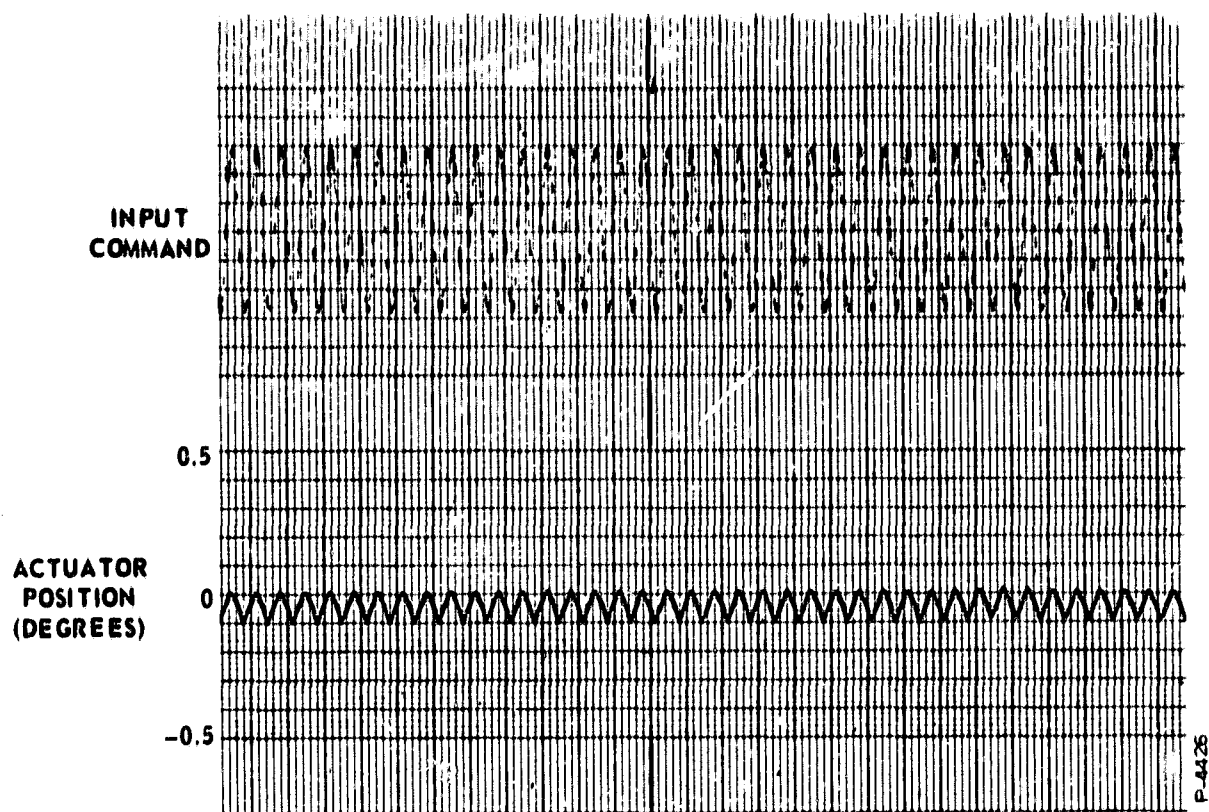 INPUT
COMMAND
0.5
ACTUATOR
POSITION
(DEGREES)
0
-0.5
P-4426